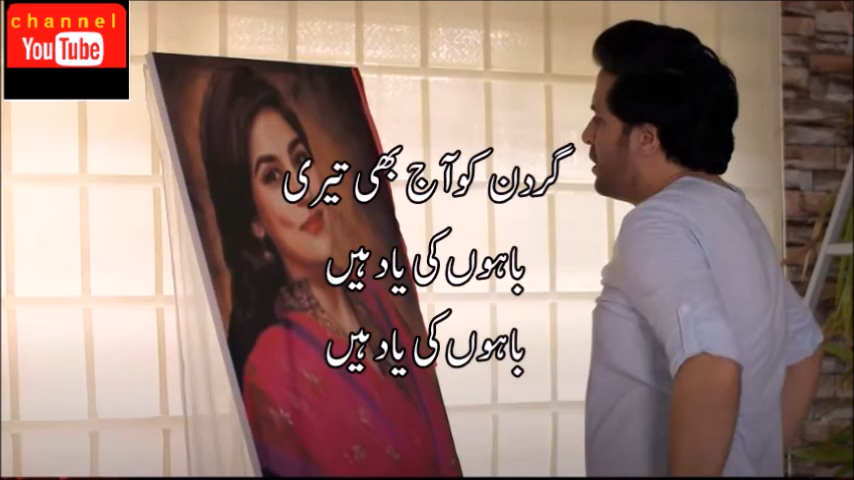 channel
YouTube
گردن کو آج بھی تیری
باہوں کی یاد ہیں
باہوں کی یاد ہیں